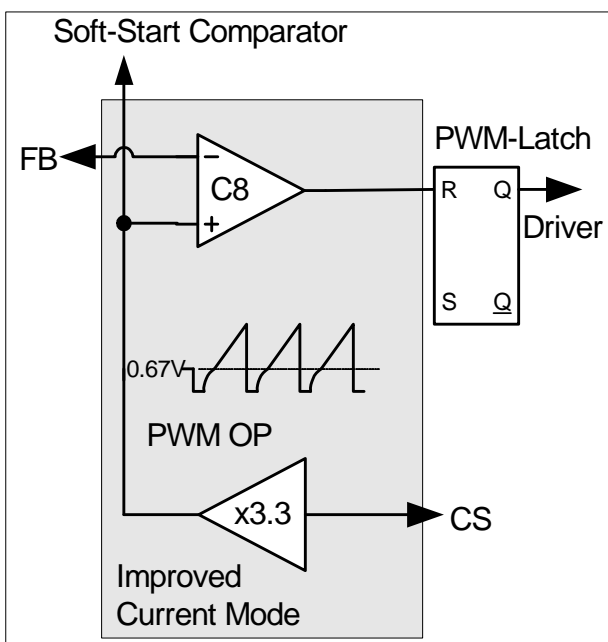 Soft-Start Comparator
FB
C8
PWM-Latch
R Q
Driver
S Q
0.67V
PWM OP
x3.3
CS
Improved
Current Mode